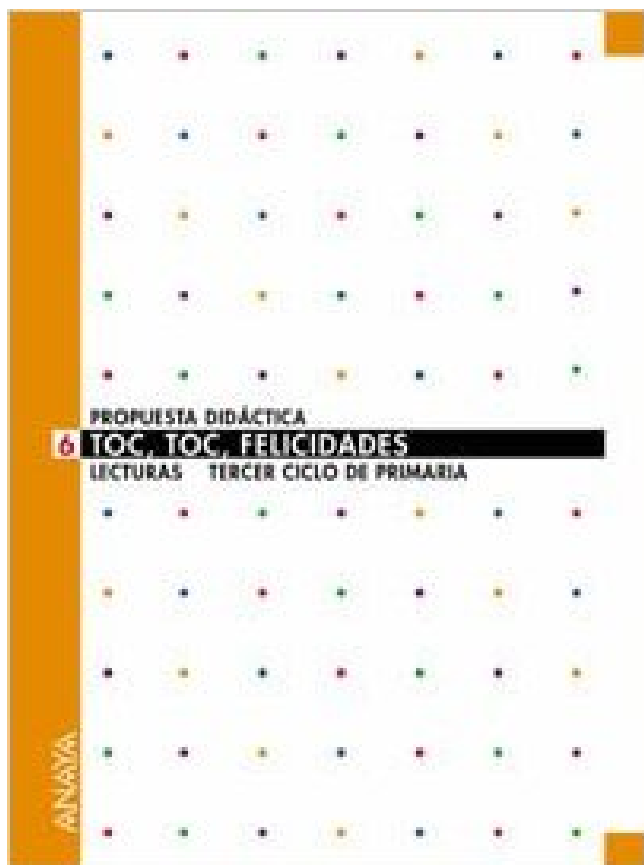 PROPUESTA DIDÁCTICA
6 TOC, TOC, FELICIDADES
LECTURAS TERCER CICLO DE PRIMARIA
ANAYA